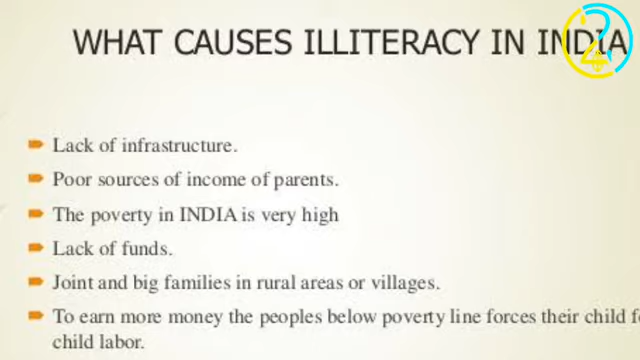 WHAT CAUSES ILLITERACY IN INDIA
Lack of infrastructure.
Poor sources of income of parents.
The poverty in INDIA is very high
Lack of funds.
Joint and big families in rural areas or villages.
To earn more money the peoples below poverty line forces their child
child labor.